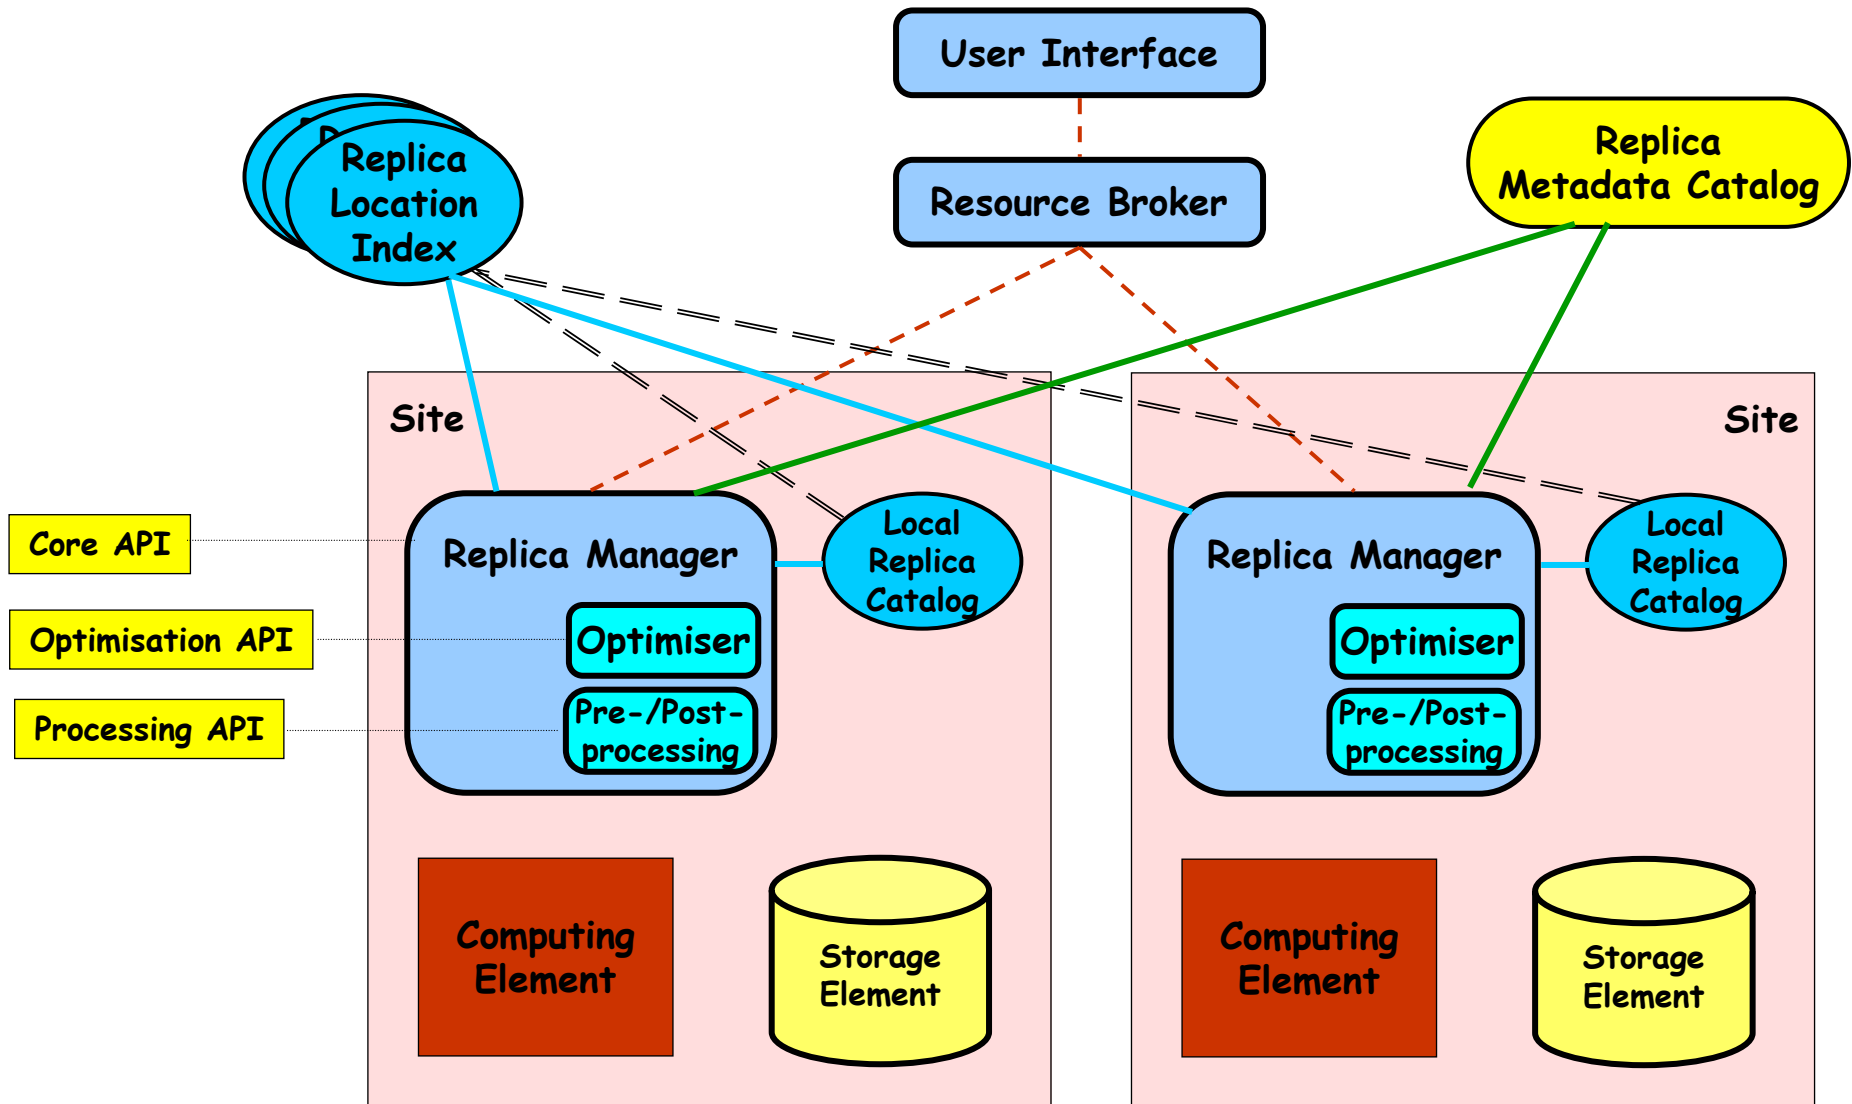 User Interface
Replica
Location
Index
Resource Broker
Replica
Metadata Catalog
Site
Site
Core API
Optimisation API
Processing API
Replica Manager
Optimiser
Pre-/Post-
processing
Local
Replica
Catalog
Replica Manager
Optimiser
Pre-/Post-
processing
Local
Replica
Catalog
Computing
Element
Storage
Element
Computing
Element
Storage
Element